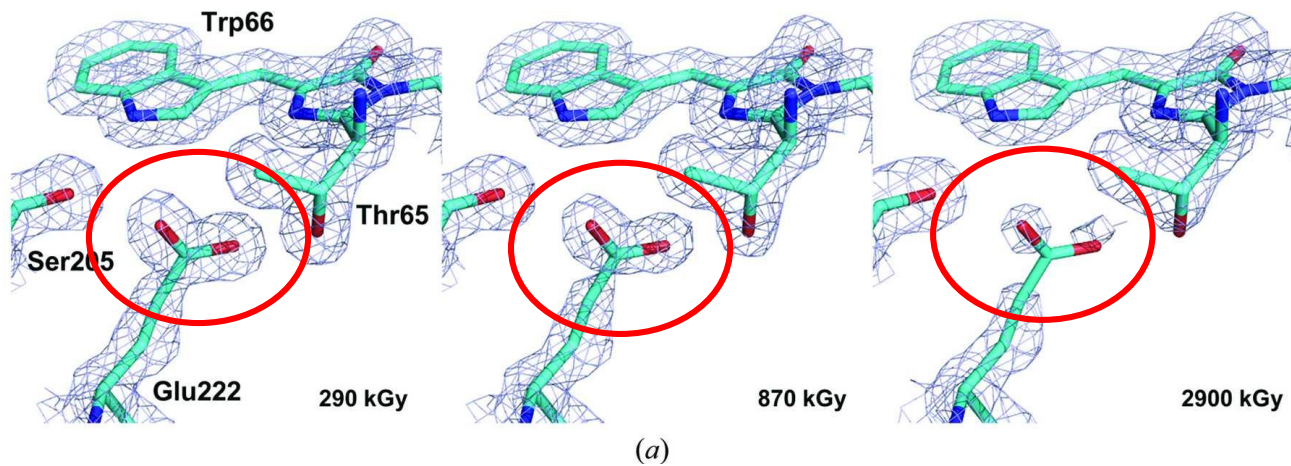 Trp66
Thr65
Ser205
Glu222
290 kGy
870 kGy
2900 kGy
(a)